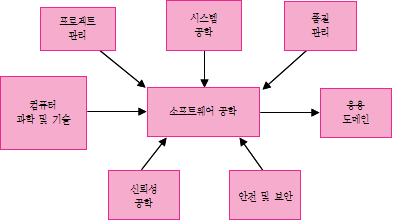 프로젝트
관리
시스템
공학
품질
관리
컴퓨터
과학 및 기술
소프트웨어 공학
응용
도메인
신뢰성
공학
안전 및 보안